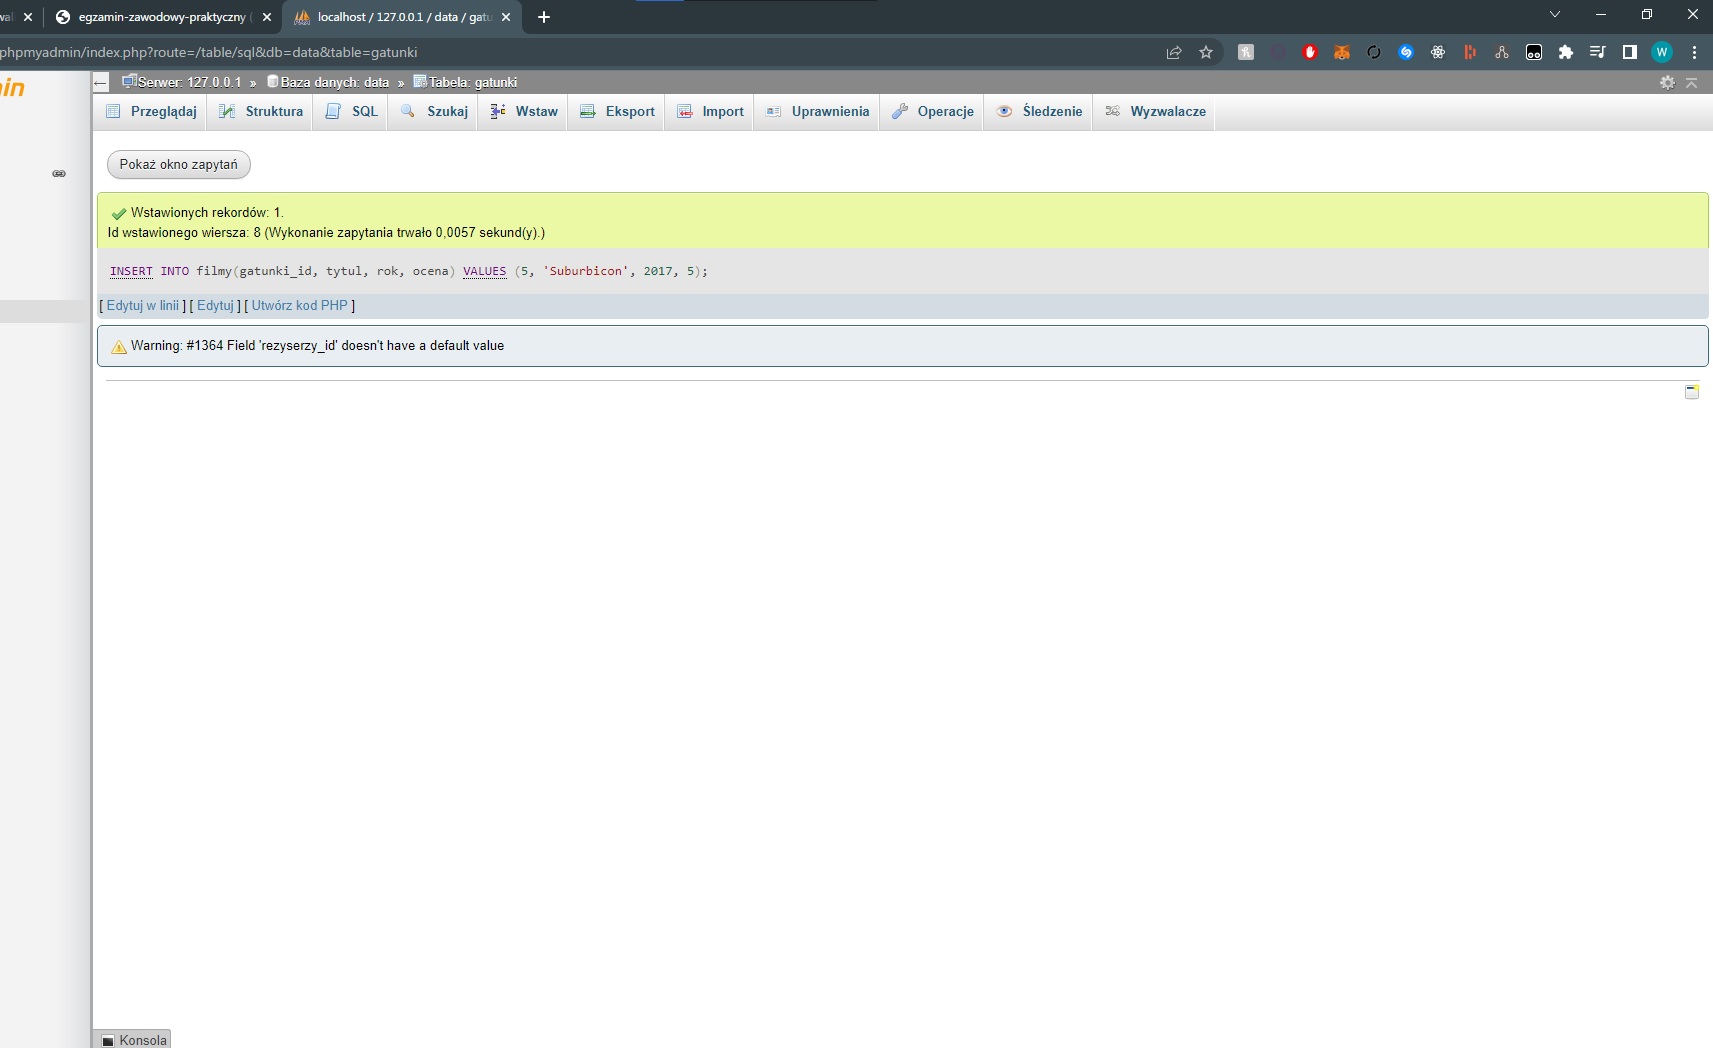 wal
egzamin-zawodowy-praktyczny (
localhost / 127.0.0.1 / data / gatu
phpmyadmin/index.php?route=/table/sql&db=data&table=gatunki
W
in
Serwer: 127.0.0.1 » Baza danych: data » Tabela: gatunki
Przeglądaj Struktura SQL Szukaj Wstaw Eksport Import Uprawnienia Operacje Śledzenie Wyzwalacze
Pokaż okno zapytań
Wstawionych rekordów: 1.
Id wstawionego wiersza: 8 (Wykonanie zapytania trwało 0,0057 sekund(y).)
INSERT INTO filmy(gatunki_id, tytul, rok, ocena) VALUES (5, 'Suburbicon', 2017, 5);
[ Edytuj w linii ] [ Edytuj ] [ Utwórz kod PHP ]
Warning: #1364 Field 'rezyserzy_id' doesn't have a default value
Konsola